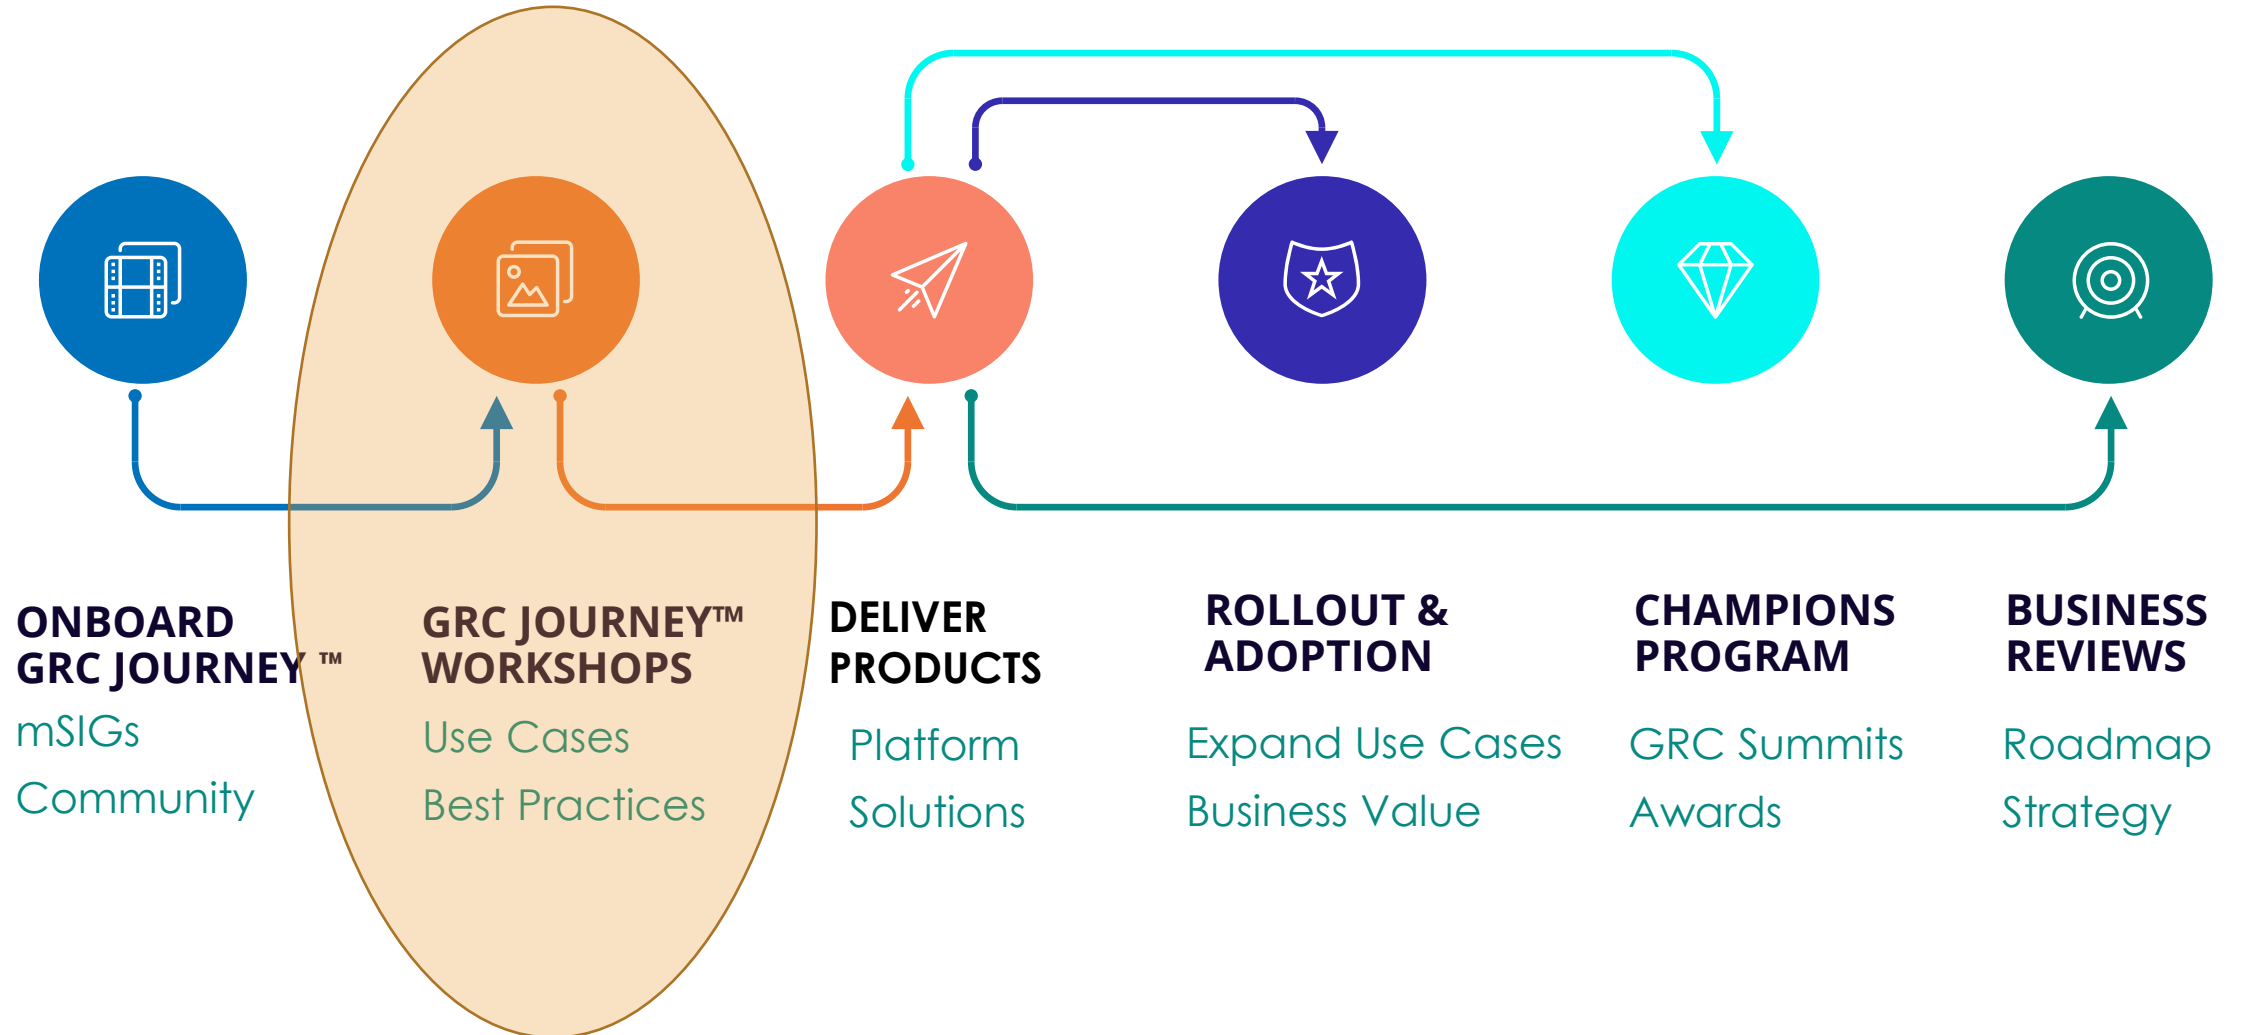 ONBOARD
GRC JOURNEY ™
mSIGs
Community
GRC JOURNEY™
WORKSHOPS
Use Cases
Best Practices
DELIVER
PRODUCTS
Platform
Solutions
ROLLOUT &
ADOPTION
Expand Use Cases
Business Value
CHAMPIONS
PROGRAM
GRC Summits
Awards
BUSINESS
REVIEWS
Roadmap
Strategy